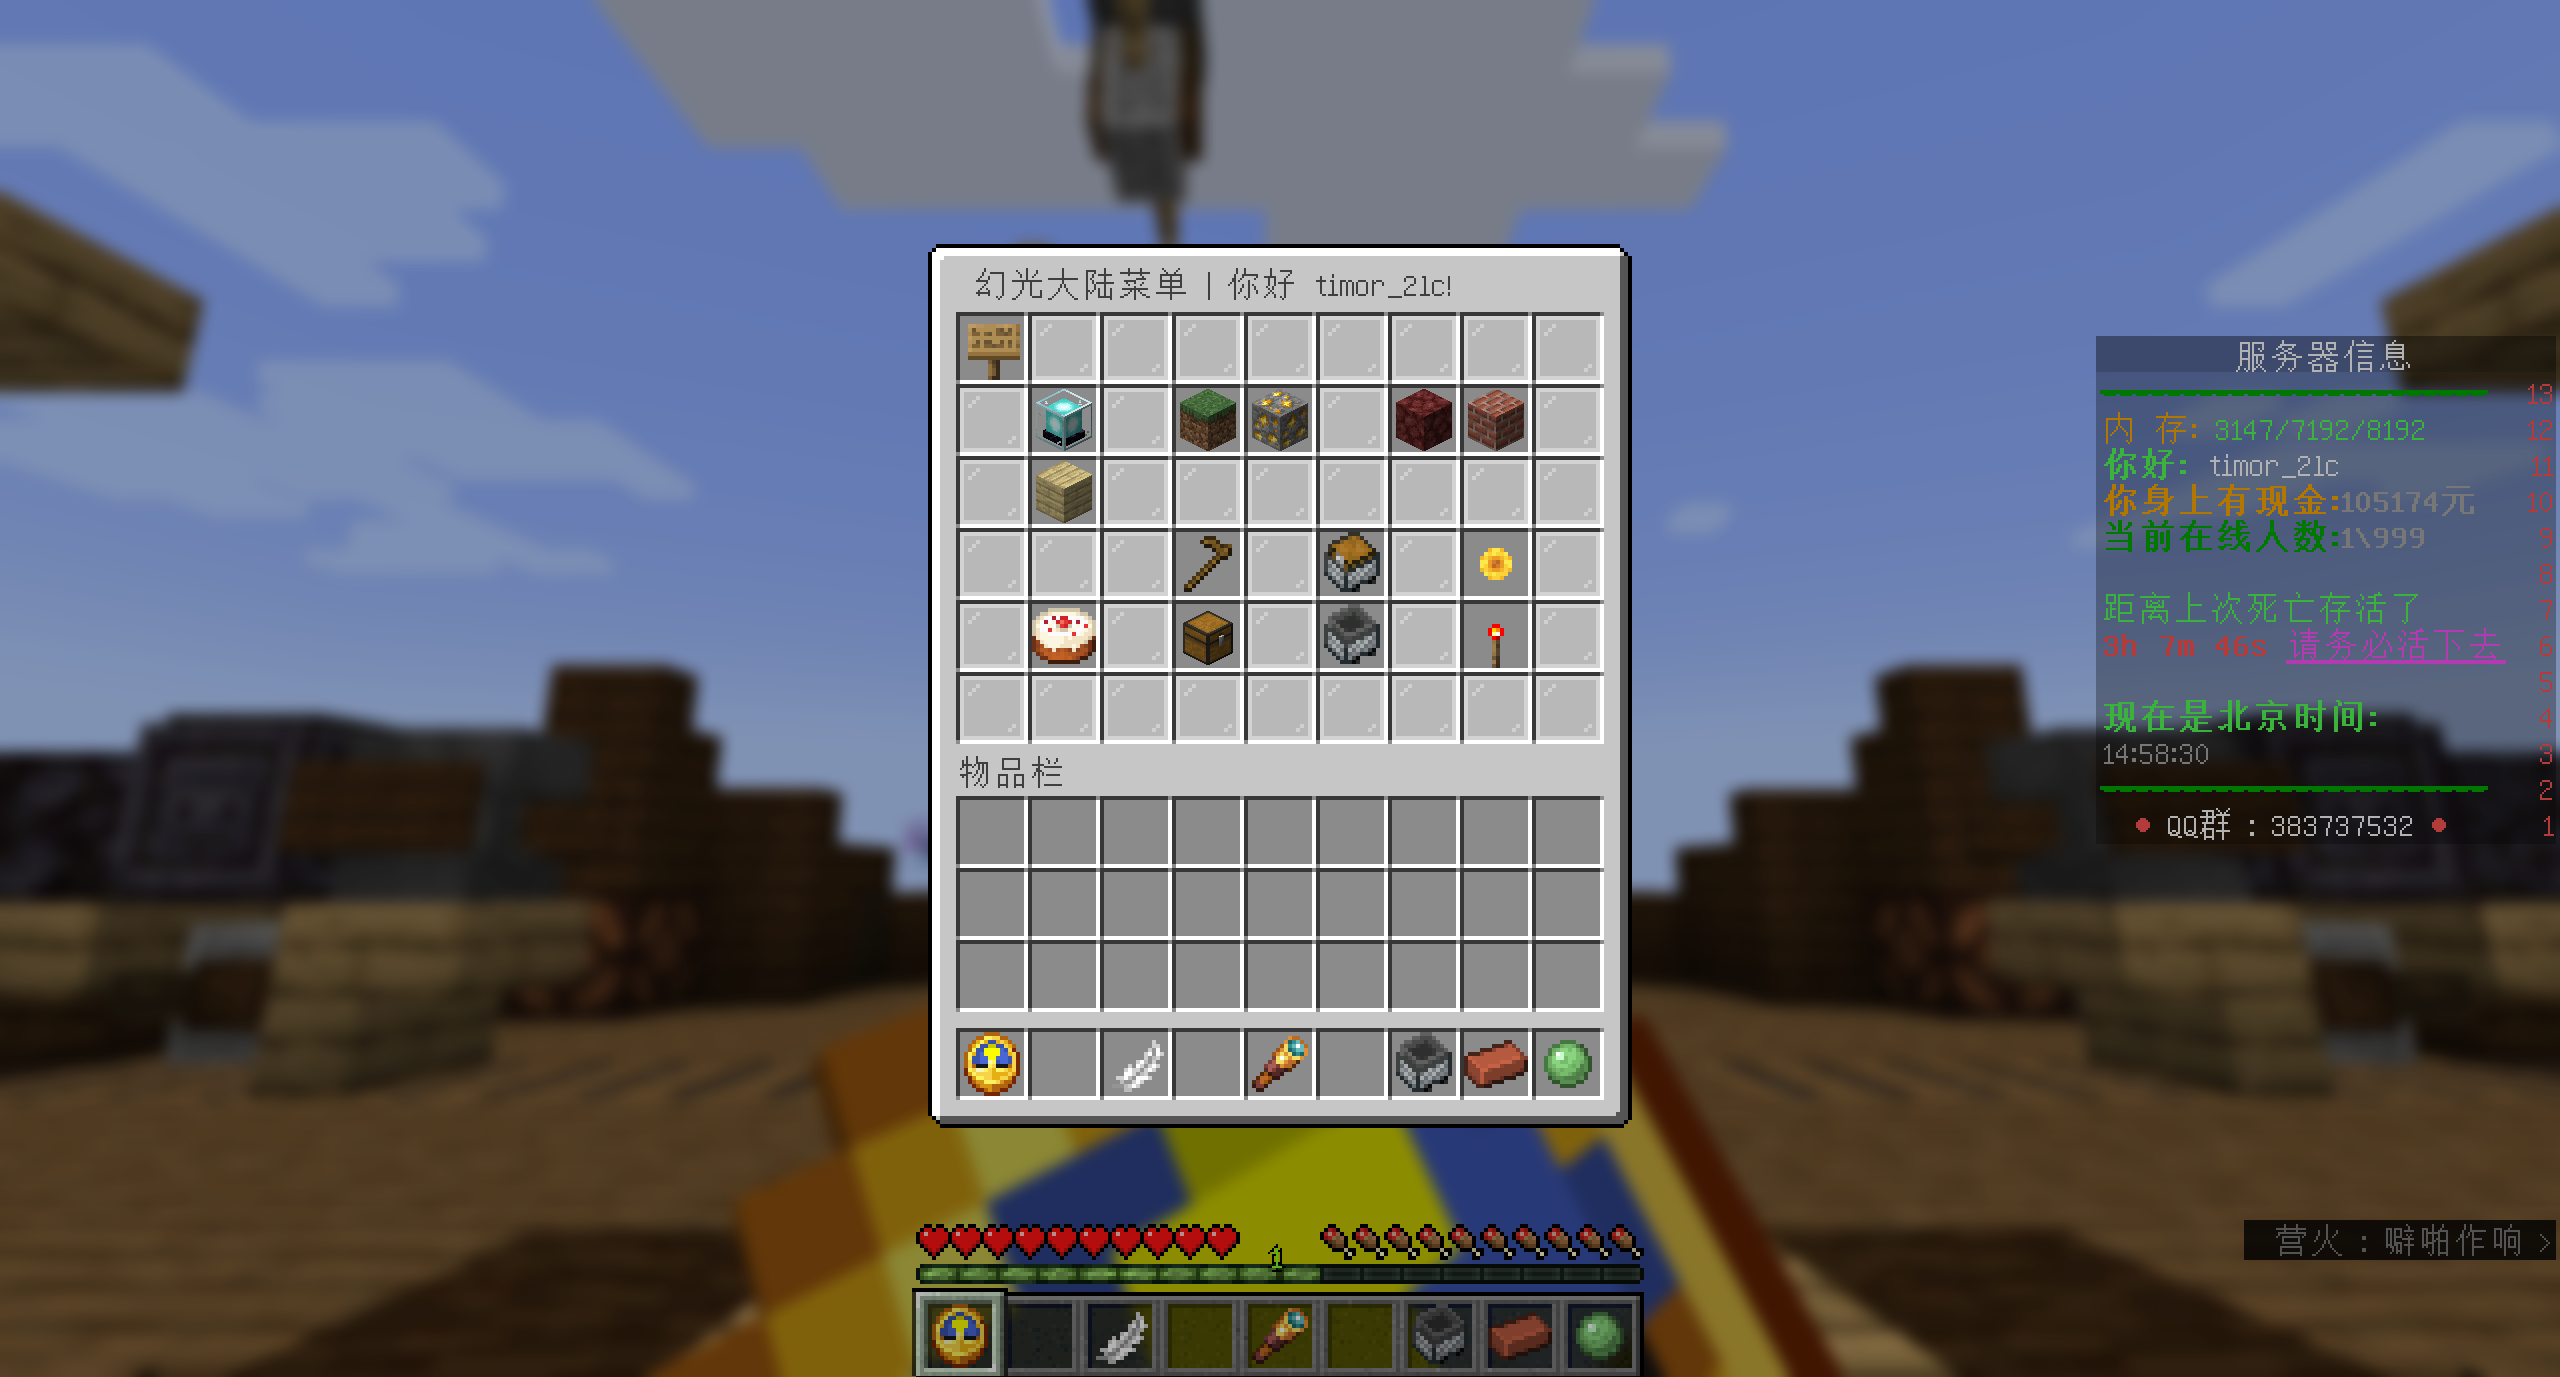 幻光大陆菜单 | 你好 timor_2lc!
物品栏
服务器信息
13
内 存: 3147/7192/8192 12
你好: timor_2lc 11
你身上有现金:105174元 10
当前在线人数:1\999 9
8
距离上次死亡存活了 7
3h 7m 46s 请务必活下去 6
5
现在是北京时间: 4
14:58:30 3
2
● QQ群 : 383737532 ● 1
营火 : 噼啪作响 >
1